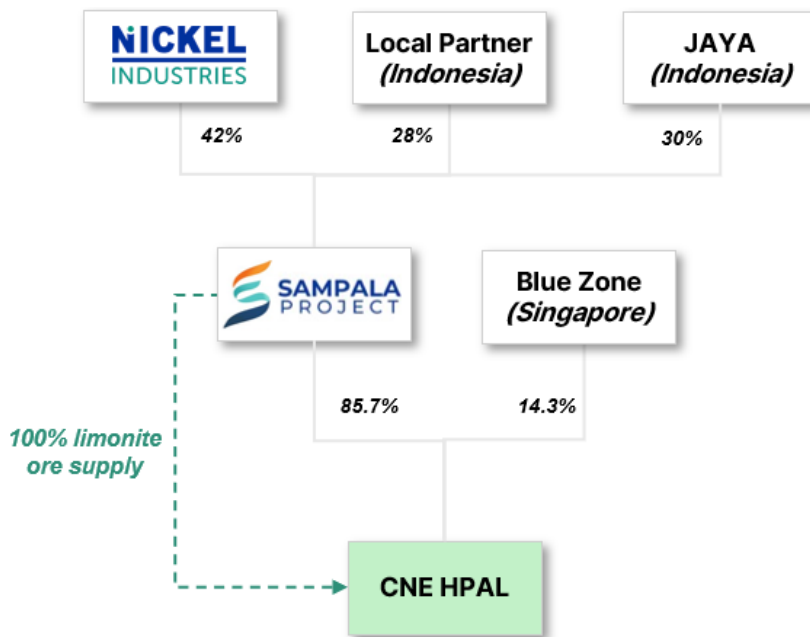 NICKEL
INDUSTRIES
Local Partner
(Indonesia)
JAYA
(Indonesia)
42%
28%
30%
SAMPALA
PROJECT
Blue Zone
(Singapore)
85.7%
14.3%
100% limonite
ore supply
CNE HPAL